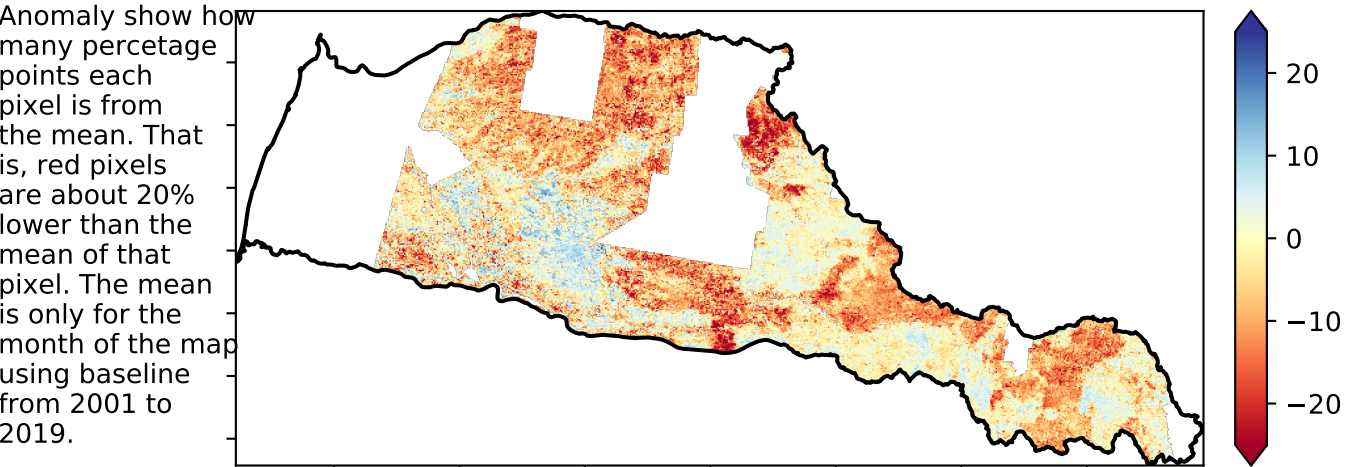 Anomaly show how
many percetage
points each
pixel is from
the mean. That
is, red pixels
are about 20%
lower than the
mean of that
pixel. The mean
is only for the
month of the map
using baseline
from 2001 to
2019.
20
10
0
−10
−20